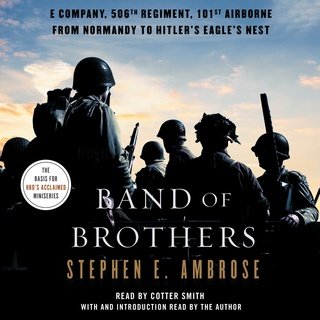 E COMPANY, 506TH REGIMENT, 101ST AIRBORNE
FROM NORMANDY TO HITLER'S EAGLE'S NEST
THE
BASIS FOR
HBO'S ACCLAIMED
MINISERIES
BAND OF
BROTHERS
STEPHEN E. AMBROSE
READ BY COTTER SMITH
WITH AND INTRODUCTION READ BY THE AUTHOR